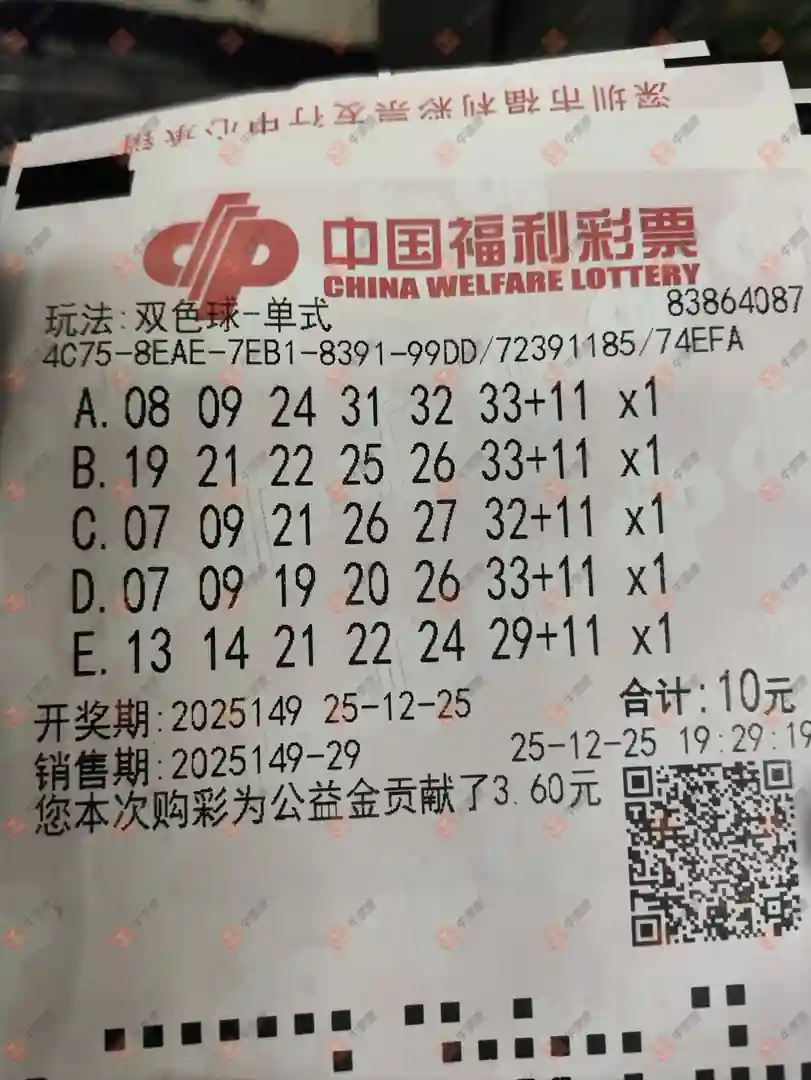 深圳市福利彩票发行中心承销
中国福利彩票
CHINA WELFARE LOTTERY
玩法:双色球-单式 83864087
4C75-8EAE-7EB1-8391-99DD/72391185/74EFA
A.08 09 24 31 32 33+11 x1
B.19 21 22 25 26 33+11 x1
C.07 09 21 26 27 32+11 x1
D.07 09 19 20 26 33+11 x1
E.13 14 21 22 24 29+11 x1
开奖期:2025149 25-12-25 合计:10元
销售期:2025149-29 25-12-25 19:29:19
您本次购彩为公益金贡献了3.60元